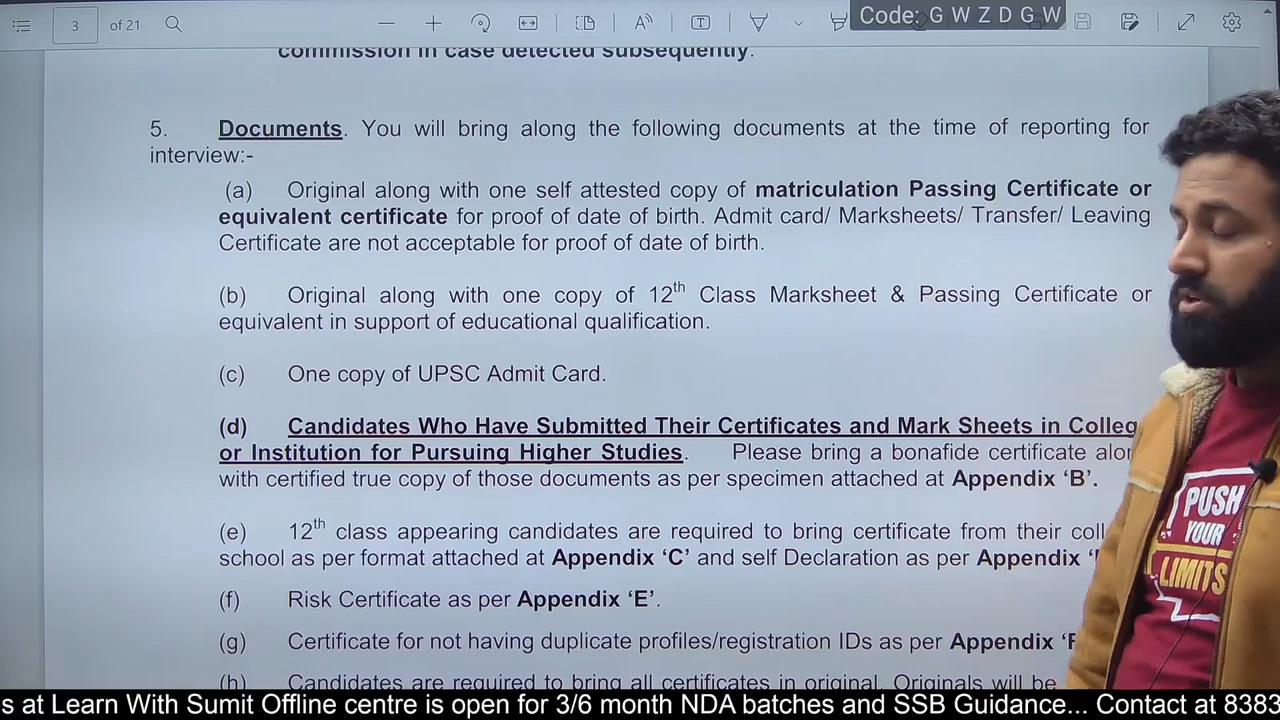 3 of 21
Code: G W Z D G W
commission in case detected subsequently.
5. Documents. You will bring along the following documents at the time of reporting for
interview:-
(a) Original along with one self attested copy of matriculation Passing Certificate or
equivalent certificate for proof of date of birth. Admit card/ Marksheets/ Transfer/ Leaving
Certificate are not acceptable for proof of date of birth.
(b) Original along with one copy of 12th Class Marksheet & Passing Certificate or
equivalent in support of educational qualification.
(c) One copy of UPSC Admit Card.
(d) Candidates Who Have Submitted Their Certificates and Mark Sheets in Colleg
or Institution for Pursuing Higher Studies. Please bring a bonafide certificate alon
with certified true copy of those documents as per specimen attached at Appendix ‘B’.
(e) 12th class appearing candidates are required to bring certificate from their coll
school as per format attached at Appendix ‘C’ and self Declaration as per Appendix
(f) Risk Certificate as per Appendix ‘E’.
(g) Certificate for not having duplicate profiles/registration IDs as per Appendix ‘F
(h) Candidates are required to bring all certificates in original. Originals will be
PUSH
YOUR
LIMITS
s at Learn With Sumit Offline centre is open for 3/6 month NDA batches and SSB Guidance... Contact at 8383